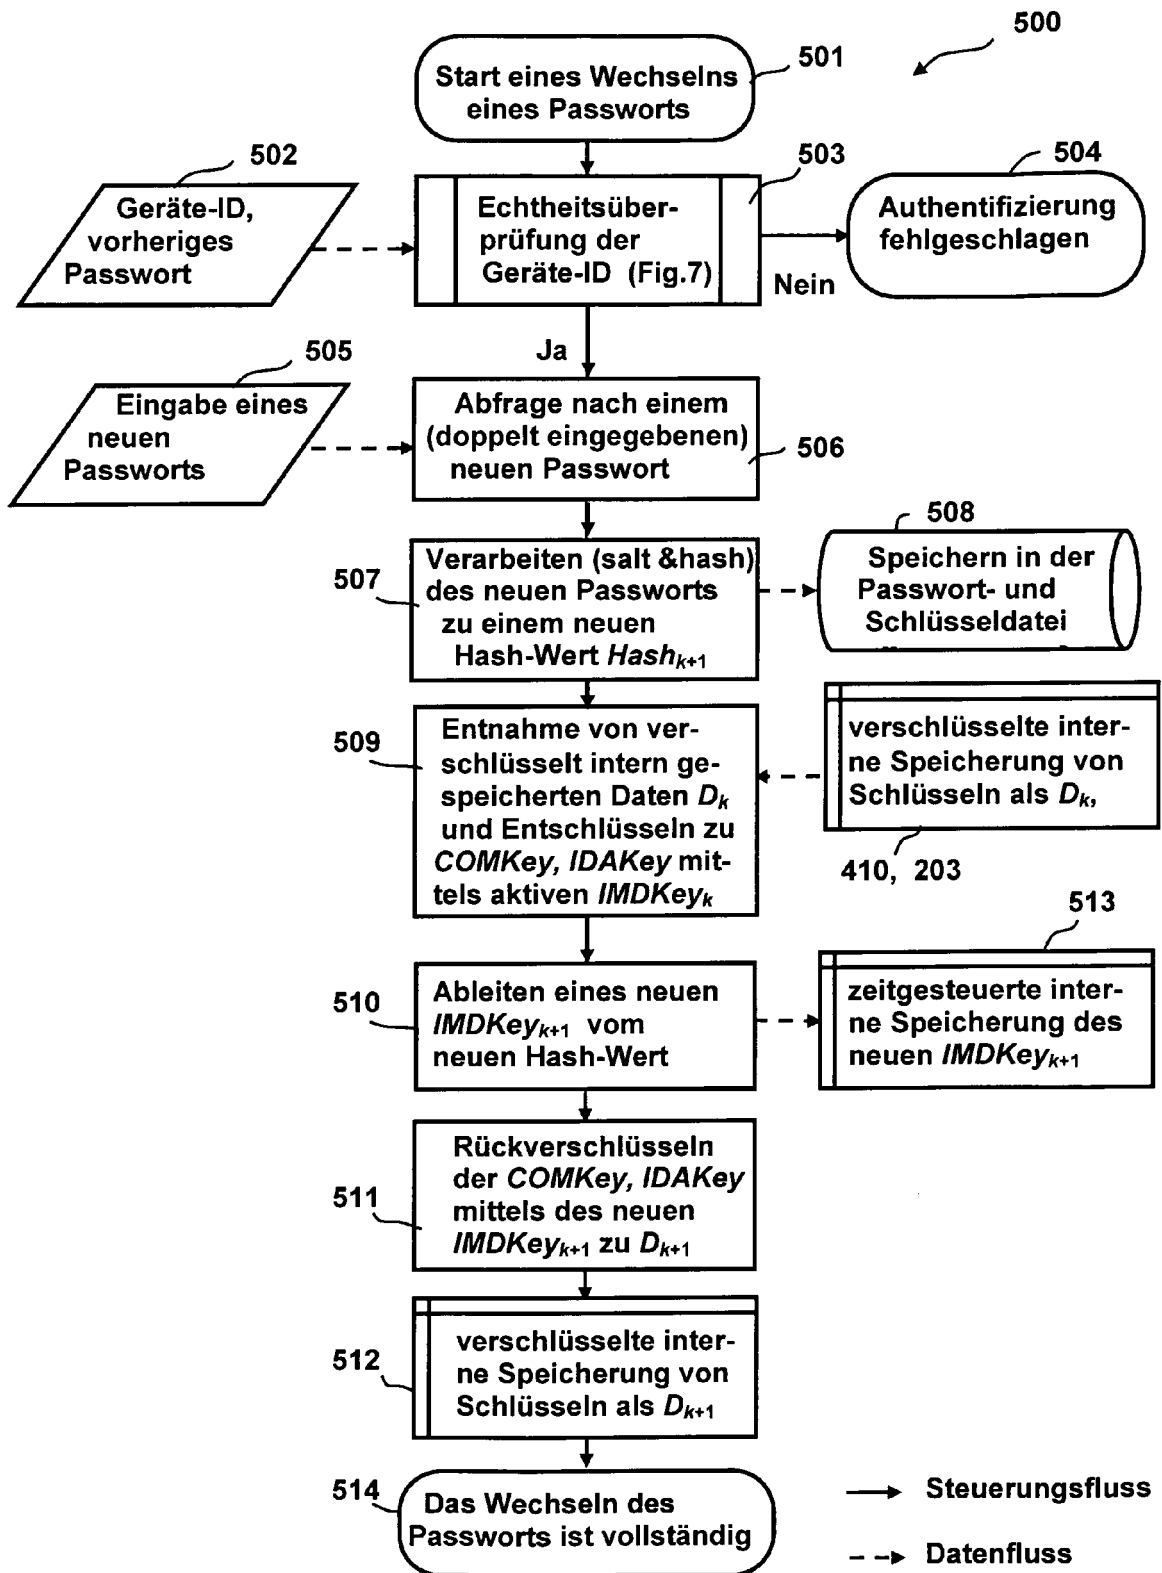 500
501
Start eines Wechselns
eines Passworts
502
Geräte-ID,
vorheriges
Passwort
503
Echtheitsüber-
prüfung der
Geräte-ID (Fig.7)
504
Authentifizierung
fehlgeschlagen
Nein
Ja
505
Eingabe eines
neuen
Passworts
Abfrage nach einem
(doppelt eingegebenen)
neuen Passwort
506
507
Verarbeiten (salt &hash)
des neuen Passworts
zu einem neuen
Hash-Wert Hashk+1
508
Speichern in der
Passwort- und
Schlüsseldatei
509
Entnahme von ver-
schlüsselt intern ge-
speicherten Daten Dk
und Entschlüsseln zu
COMKey, IDAKey mit-
tels aktiven IMDKeyk
verschlüsselte inter-
ne Speicherung von
Schlüsseln als Dk,
410, 203
510
Ableiten eines neuen
IMDKeyk+1 vom
neuen Hash-Wert
513
zeitgesteuerte inter-
ne Speicherung des
neuen IMDKeyk+1
511
Rückverschlüsseln
der COMKey, IDAKey
mittels des neuen
IMDKeyk+1 zu Dk+1
512
verschlüsselte inter-
ne Speicherung von
Schlüsseln als Dk+1
514
Das Wechseln des
Passworts ist vollständig
Steuerungsfluss
Datenfluss